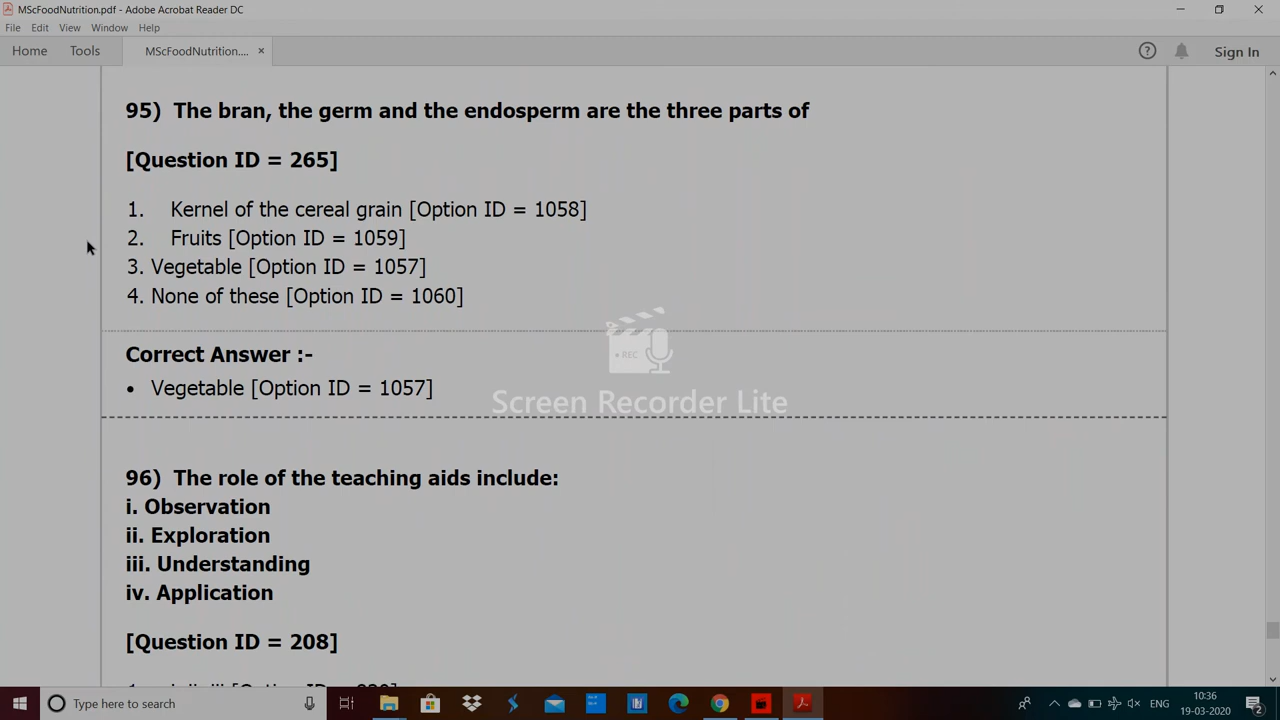 MScFoodNutrition.pdf - Adobe Acrobat Reader DC
File Edit View Window Help
Home Tools MScFoodNutrition.... × Sign In
95) The bran, the germ and the endosperm are the three parts of
[Question ID = 265]
1. Kernel of the cereal grain [Option ID = 1058]
2. Fruits [Option ID = 1059]
3. Vegetable [Option ID = 1057]
4. None of these [Option ID = 1060]
REC
Correct Answer :-
• Vegetable [Option ID = 1057]
Screen Recorder Lite
96) The role of the teaching aids include:
i. Observation
ii. Exploration
iii. Understanding
iv. Application
[Question ID = 208]
Type here to search
ENG
10:36
19-03-2020
2